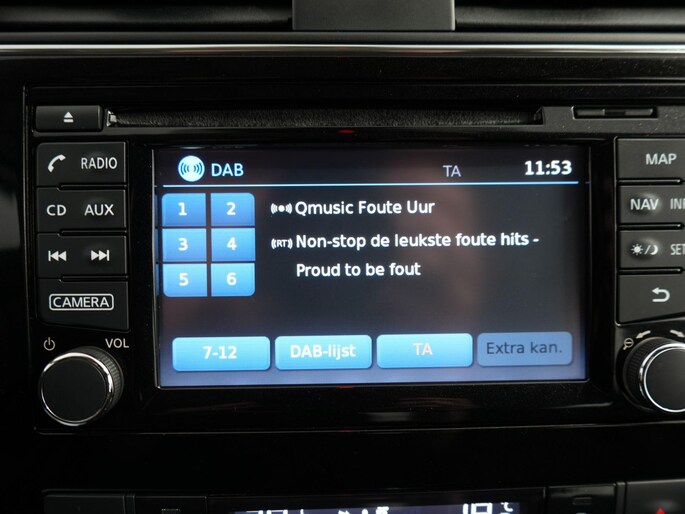 DAB TA 11:53
RADIO MAP
CD AUX NAV
1 2 Qmusic Foute Uur
3 4 (RT) Non-stop de leukste foute hits -
5 6 Proud to be fout
CAMERA
VOL
7-12 DAB-lijst TA Extra kan.